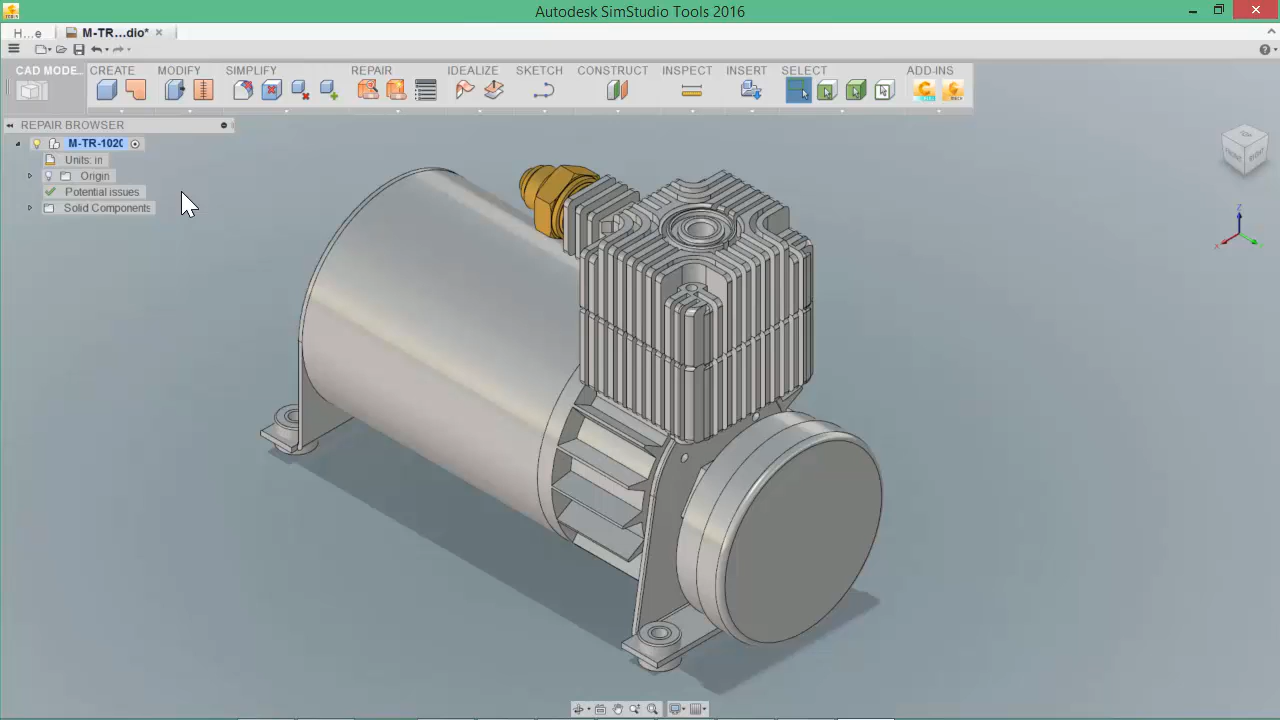 Autodesk SimStudio Tools 2016
H...e
M-TR...dio*
CAD MODE...
CREATE
MODIFY
SIMPLIFY
REPAIR
IDEALIZE
SKETCH
CONSTRUCT
INSPECT
INSERT
SELECT
ADD-INS
REPAIR BROWSER
M-TR-1020
Units: in
Origin
Potential issues
Solid Components
Z
X
Y